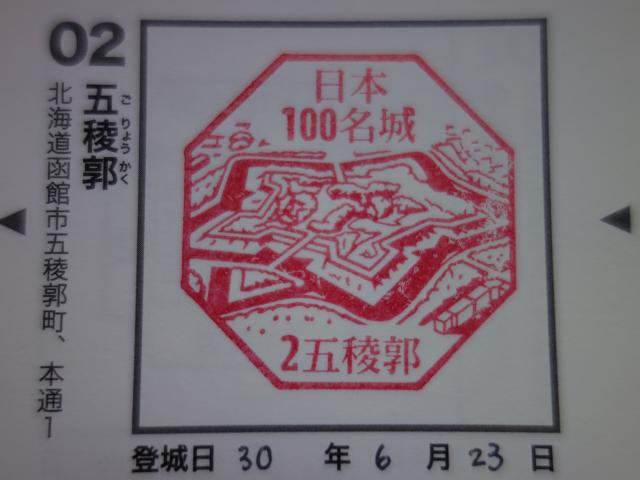 02
五稜郭
ごりょうかく
北海道函館市五稜郭町、本通1
日本
100名城
2五稜郭
登城日 30 年 6 月 23 日